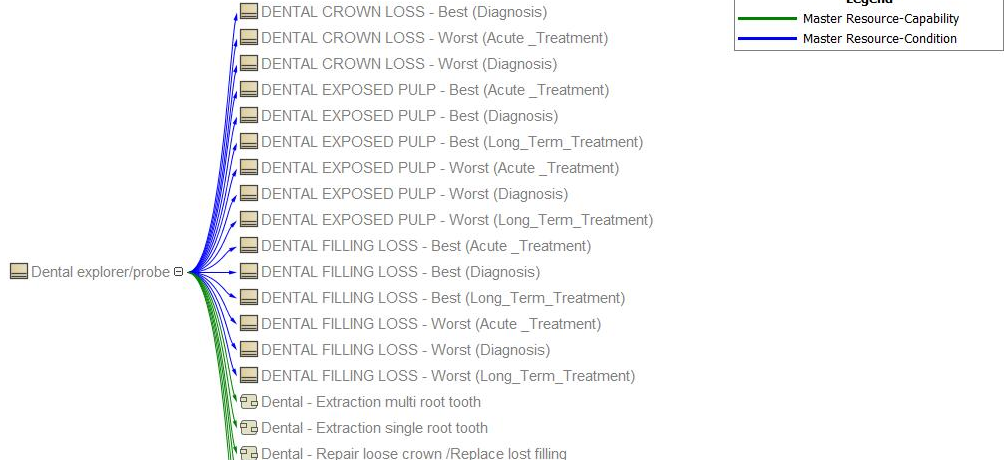 Legend
Master Resource-Capability
Master Resource-Condition
DENTAL CROWN LOSS - Best (Diagnosis)
DENTAL CROWN LOSS - Worst (Acute _Treatment)
DENTAL CROWN LOSS - Worst (Diagnosis)
DENTAL EXPOSED PULP - Best (Acute _Treatment)
DENTAL EXPOSED PULP - Best (Diagnosis)
DENTAL EXPOSED PULP - Best (Long_Term_Treatment)
DENTAL EXPOSED PULP - Worst (Acute _Treatment)
DENTAL EXPOSED PULP - Worst (Diagnosis)
DENTAL EXPOSED PULP - Worst (Long_Term_Treatment)
DENTAL FILLING LOSS - Best (Acute _Treatment)
Dental explorer/probe
DENTAL FILLING LOSS - Best (Diagnosis)
DENTAL FILLING LOSS - Best (Long_Term_Treatment)
DENTAL FILLING LOSS - Worst (Acute _Treatment)
DENTAL FILLING LOSS - Worst (Diagnosis)
DENTAL FILLING LOSS - Worst (Long_Term_Treatment)
Dental - Extraction multi root tooth
Dental - Extraction single root tooth
Dental - Repair loose crown /Replace lost filling